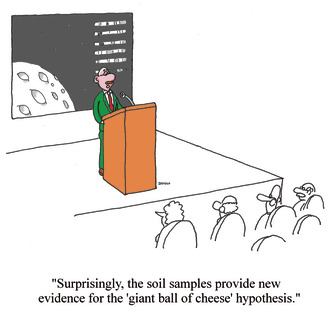 "Surprisingly, the soil samples provide new
evidence for the 'giant ball of cheese' hypothesis."